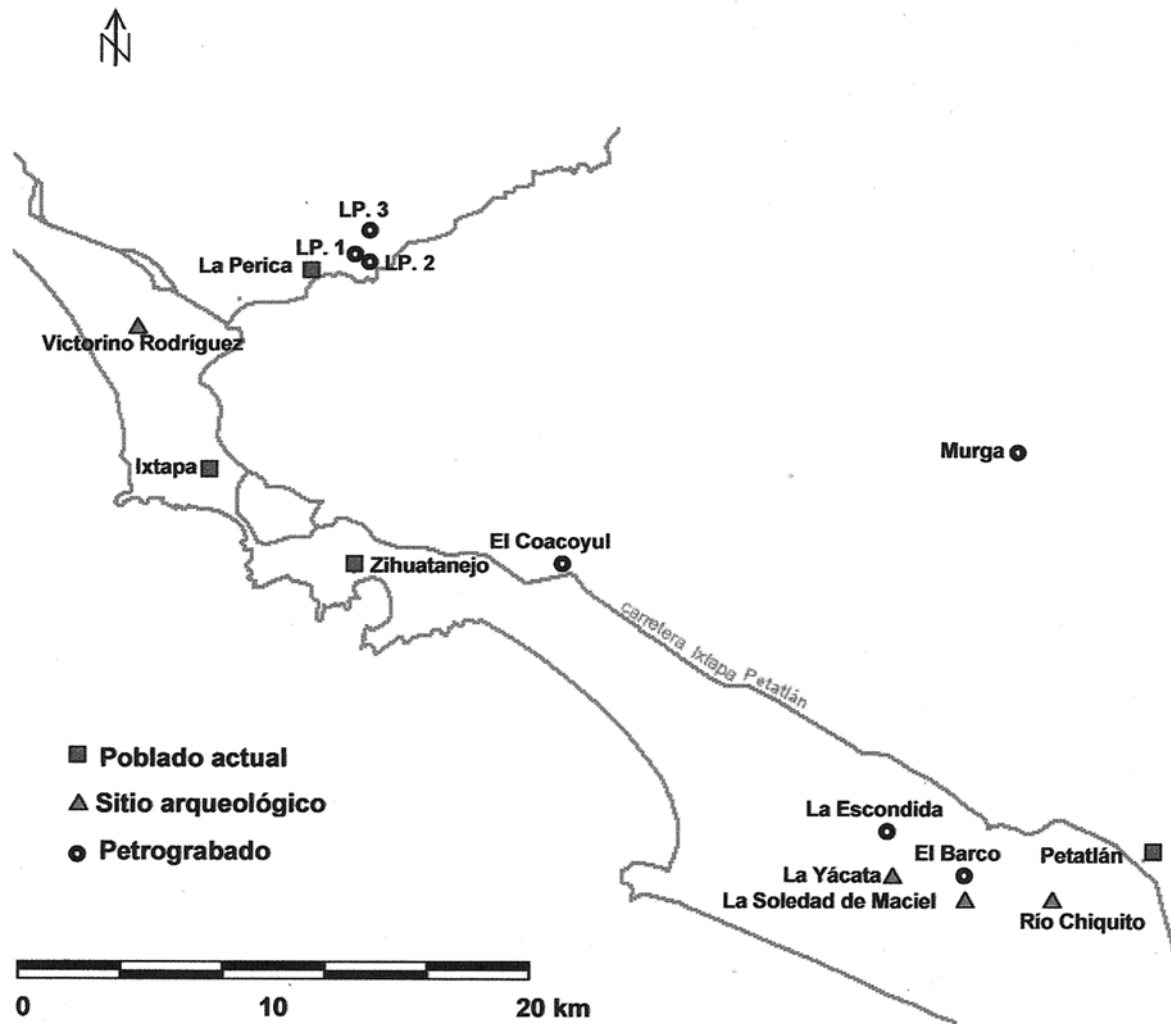 N
LP. 3
LP. 1
LP. 2
La Perica
Victorino Rodríguez
Ixtapa
Murga
El Coacoyul
Zihuatanejo
carretera Ixtapa Petatlán
Poblado actual
Sitio arqueológico
Petrograbado
La Escondida
El Barco
Petatlán
La Yácata
La Soledad de Maciel
Río Chiquito
0 10 20 km